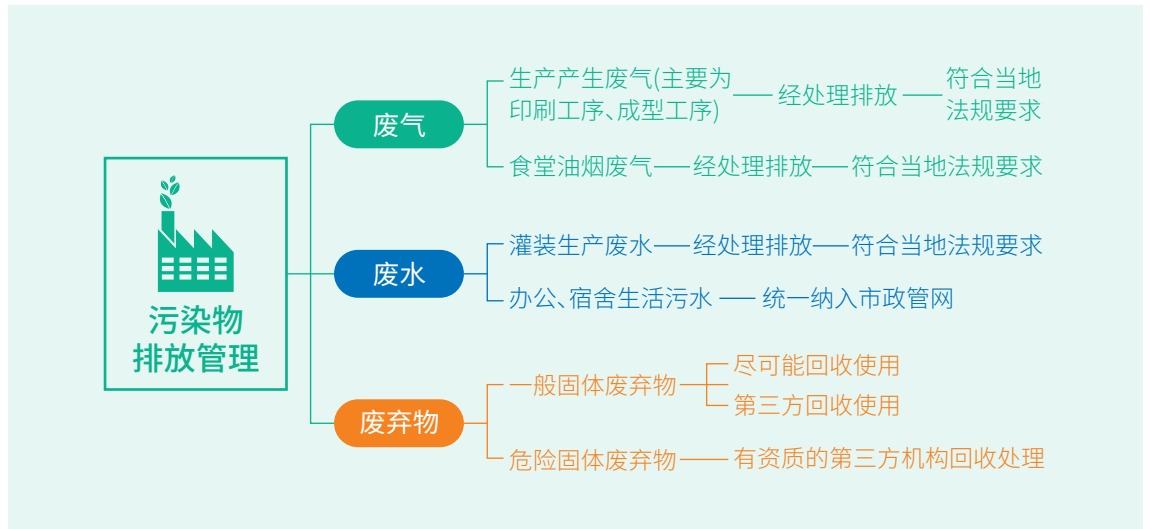 污染物
排放管理
废气
生产产生废气(主要为
印刷工序、成型工序)
经处理排放
符合当地
法规要求
食堂油烟废气
经处理排放
符合当地法规要求
废水
灌装生产废水
经处理排放
符合当地法规要求
办公、宿舍生活污水
统一纳入市政管网
废弃物
一般固体废弃物
尽可能回收使用
第三方回收使用
危险固体废弃物
有资质的第三方机构回收处理